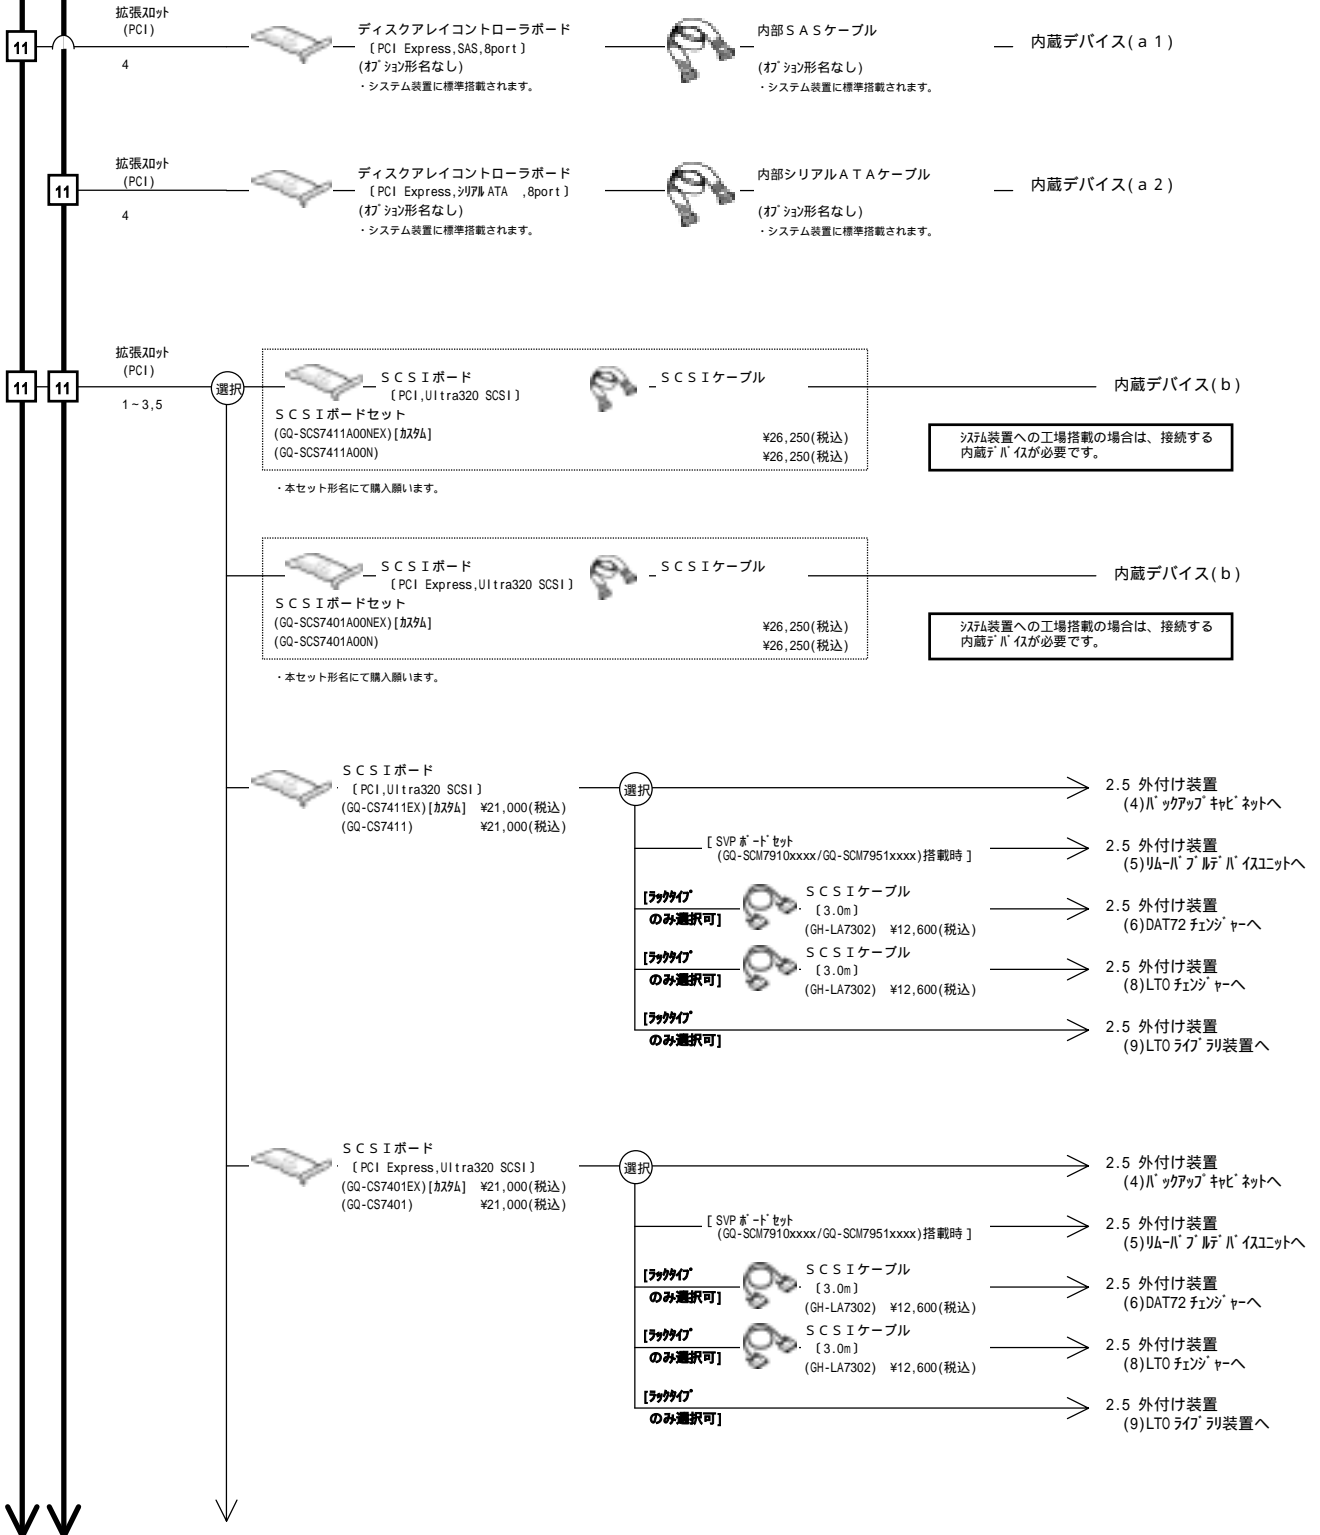 拡張スロット
(PCI)
11
4
ディスクアレイコントローラボード
〔PCI Express,SAS,8port〕
(オプション形名なし)
・システム装置に標準搭載されます。
内部ＳＡＳケーブル
(オプション形名なし)
・システム装置に標準搭載されます。
内蔵デバイス(ａ１)
拡張スロット
(PCI)
11
4
ディスクアレイコントローラボード
〔PCI Express,シリアルATA ,8port〕
(オプション形名なし)
・システム装置に標準搭載されます。
内部シリアルＡＴＡケーブル
(オプション形名なし)
・システム装置に標準搭載されます。
内蔵デバイス(ａ２)
拡張スロット
(PCI)
11 11
1～3,5
選択
ＳＣＳＩボード
〔PCI,Ultra320 SCSI〕
ＳＣＳＩケーブル
内蔵デバイス(ｂ)
ＳＣＳＩボードセット
(GQ-SCS7411A00NEX)[カスタム] ¥26,250(税込)
(GQ-SCS7411A00N) ¥26,250(税込)
システム装置への工場搭載の場合は、接続する
内蔵デバイスが必要です。
・本セット形名にて購入願います。
ＳＣＳＩボード
〔PCI Express,Ultra320 SCSI〕
ＳＣＳＩケーブル
内蔵デバイス(ｂ)
ＳＣＳＩボードセット
(GQ-SCS7401A00NEX)[カスタム] ¥26,250(税込)
(GQ-SCS7401A00N) ¥26,250(税込)
システム装置への工場搭載の場合は、接続する
内蔵デバイスが必要です。
・本セット形名にて購入願います。
ＳＣＳＩボード
〔PCI,Ultra320 SCSI〕
(GQ-CS7411EX)[カスタム] ¥21,000(税込)
(GQ-CS7411) ¥21,000(税込)
選択
2.5 外付け装置
(4)バックアップキャビネットへ
[SVPボードセット
(GQ-SCM7910xxxx/GQ-SCM7951xxxx)搭載時]
2.5 外付け装置
(5)リムーバブルデバイスユニットへ
[ラックタイプ
のみ選択可]
ＳＣＳＩケーブル
〔3.0m〕
(GH-LA7302) ¥12,600(税込)
2.5 外付け装置
(6)DAT72チェンジャーへ
[ラックタイプ
のみ選択可]
ＳＣＳＩケーブル
〔3.0m〕
(GH-LA7302) ¥12,600(税込)
2.5 外付け装置
(8)LTOチェンジャーへ
[ラックタイプ
のみ選択可]
2.5 外付け装置
(9)LTOライブラリ装置へ
ＳＣＳＩボード
〔PCI Express,Ultra320 SCSI〕
(GQ-CS7401EX)[カスタム] ¥21,000(税込)
(GQ-CS7401) ¥21,000(税込)
選択
2.5 外付け装置
(4)バックアップキャビネットへ
[SVPボードセット
(GQ-SCM7910xxxx/GQ-SCM7951xxxx)搭載時]
2.5 外付け装置
(5)リムーバブルデバイスユニットへ
[ラックタイプ
のみ選択可]
ＳＣＳＩケーブル
〔3.0m〕
(GH-LA7302) ¥12,600(税込)
2.5 外付け装置
(6)DAT72チェンジャーへ
[ラックタイプ
のみ選択可]
ＳＣＳＩケーブル
〔3.0m〕
(GH-LA7302) ¥12,600(税込)
2.5 外付け装置
(8)LTOチェンジャーへ
[ラックタイプ
のみ選択可]
2.5 外付け装置
(9)LTOライブラリ装置へ